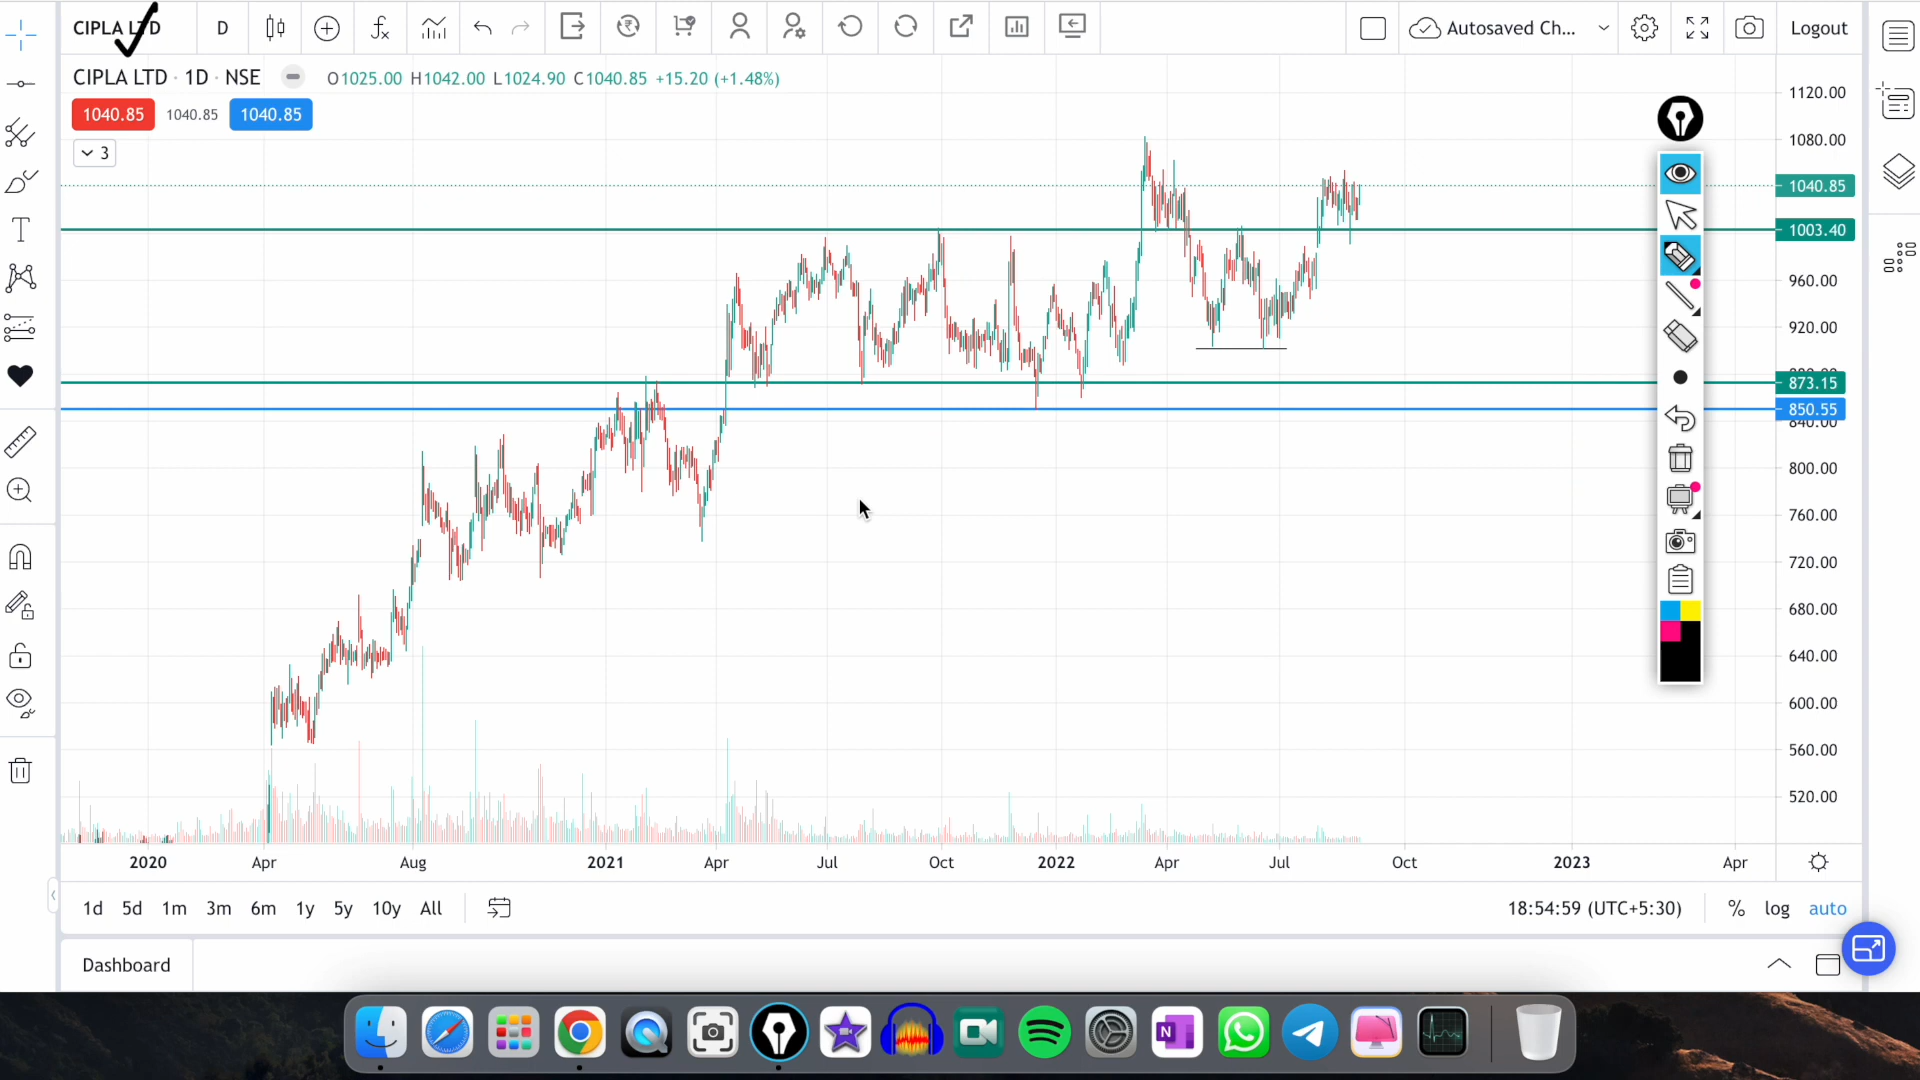 CIPLA LTD
D
Autosaved Ch...
Logout
CIPLA LTD · 1D · NSE
O1025.00 H1042.00 L1024.90 C1040.85 +15.20 (+1.48%)
1040.85 1040.85 1040.85
3
1120.00
1080.00
1040.85
1003.40
960.00
920.00
873.15
850.55
840.00
800.00
760.00
720.00
680.00
640.00
600.00
560.00
520.00
2020 Apr Aug 2021 Apr Jul Oct 2022 Apr Jul Oct 2023 Apr
1d 5d 1m 3m 6m 1y 5y 10y All
18:54:59 (UTC+5:30) % log auto
Dashboard